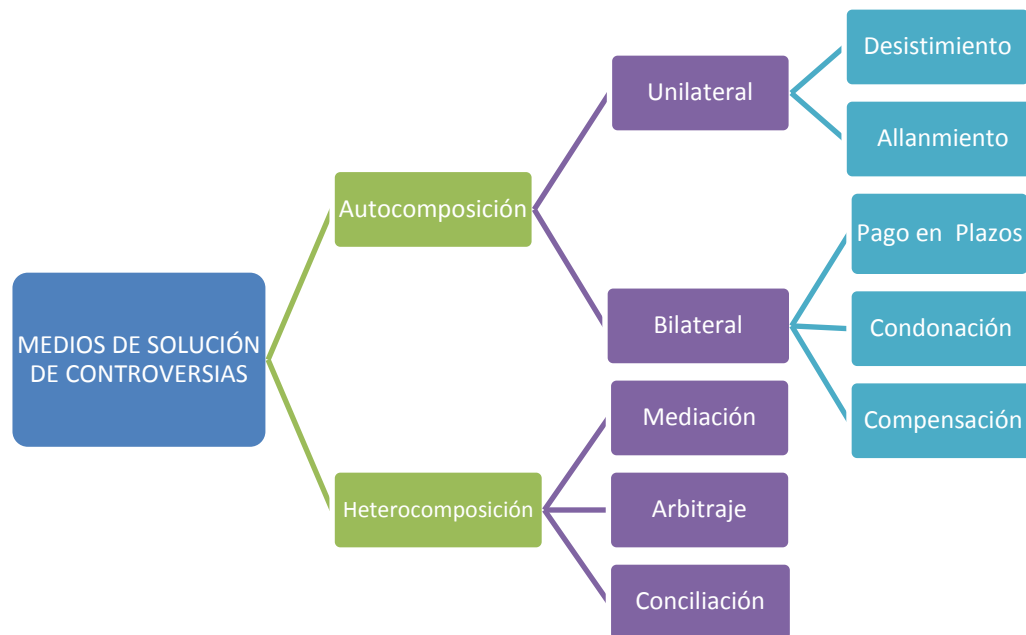 MEDIOS DE SOLUCIÓN
DE CONTROVERSIAS
Autocomposición
Unilateral
Desistimiento
Allanmiento
Bilateral
Pago en Plazos
Condonación
Compensación
Heterocomposición
Mediación
Arbitraje
Conciliación